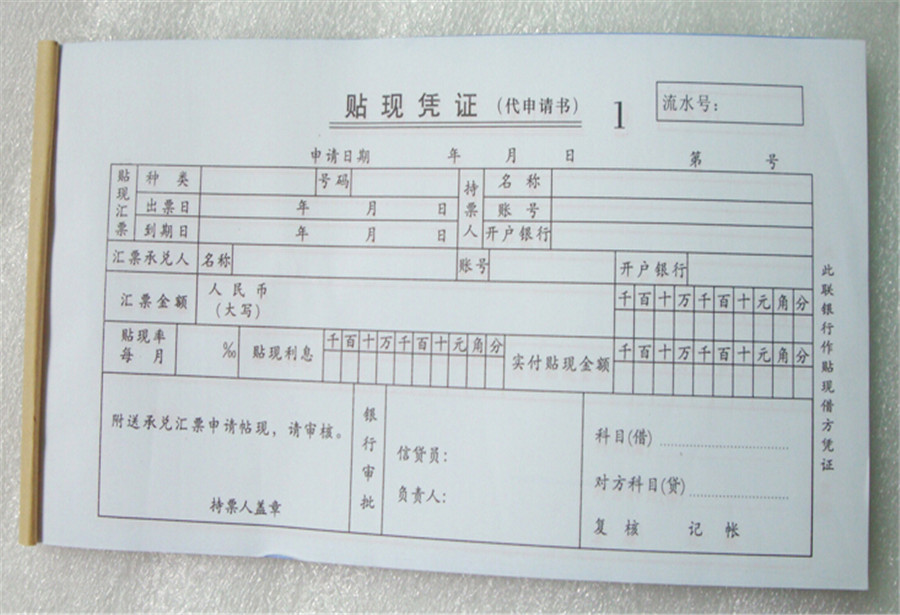 贴现凭证（代申请书） 1 流水号：
申请日期 年 月 日 第 号
贴现汇票 种类 号码 持票人 名称
出票日 年 月 日 账号
到期日 年 月 日 开户银行
汇票承兑人 名称 账号 开户银行
汇票金额 人民币（大写） 千百十万千百十元角分
贴现率每月 ‰ 贴现利息 千百十万千百十元角分 实付贴现金额 千百十万千百十元角分
附送承兑汇票申请帖现，请审核。
持票人盖章
银行审批
信贷员：
负责人：
科目(借)
对方科目(贷)
复核 记帐
此联银行作贴现借方凭证